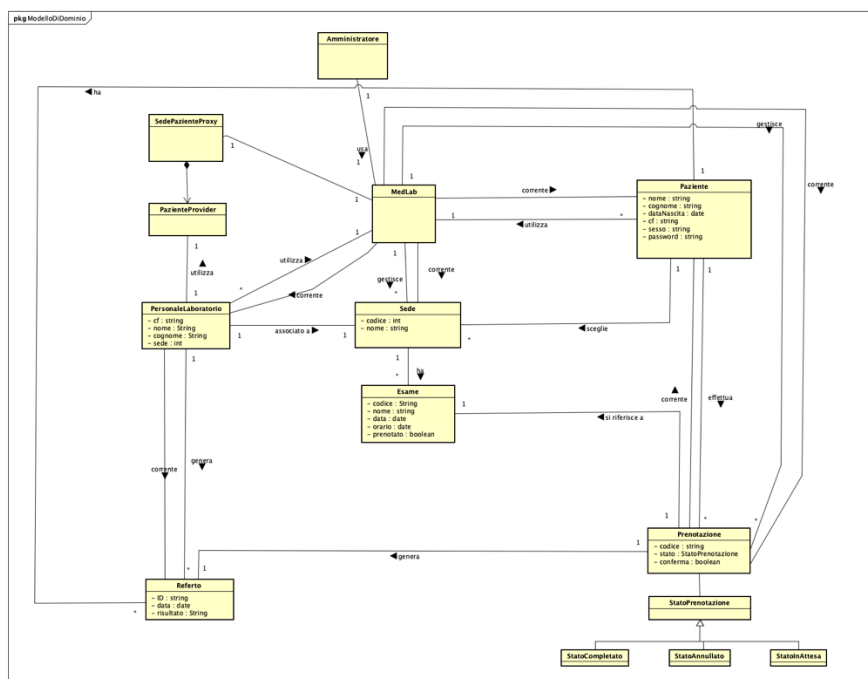 pkg ModelloDiDominio
Amministratore
1
ha
SedePazienteProxy
1
usa
1
gestisce
corrente
1
1
MedLab
1
corrente
Paziente
– nome : string
– cognome : string
– dataNascita : date
– cf : string
– sesso : string
– password : string
PazienteProvider
1
utilizza
1
1
*
utilizza
1
utilizza
*
corrente
1
gestisce
*
corrente
1
1
PersonaleLaboratorio
– cf : string
– nome : String
– cognome : String
– sede : int
1
associato a
1
Sede
– codice : int
– nome : string
*
sceglie
1
1
*
ha
Esame
– codice : String
– nome : string
– data : date
– orario : date
– prenotato : boolean
1
si riferisce a
corrente
effettua
corrente
genera
1
*
*
Prenotazione
– codice : string
– stato : StatoPrenotazione
– conferma : boolean
1
genera
*
1
Referto
– ID : string
– data : date
– risultato : String
*
StatoPrenotazione
StatoCompletato
StatoAnnullato
StatoInAttesa